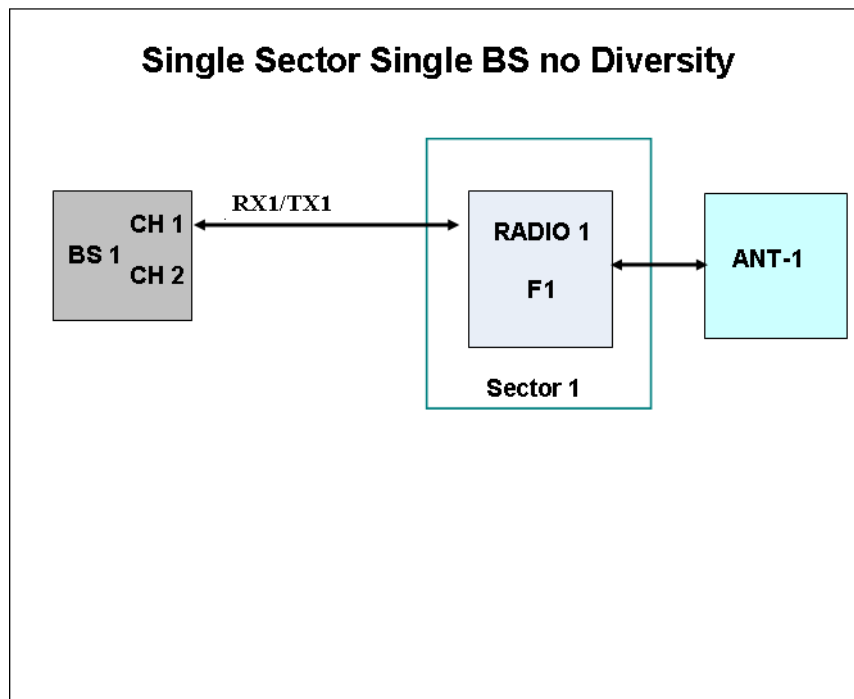 Single Sector Single BS no Diversity
RX1/TX1
CH 1
BS 1
CH 2
RADIO 1
F1
ANT-1
Sector 1